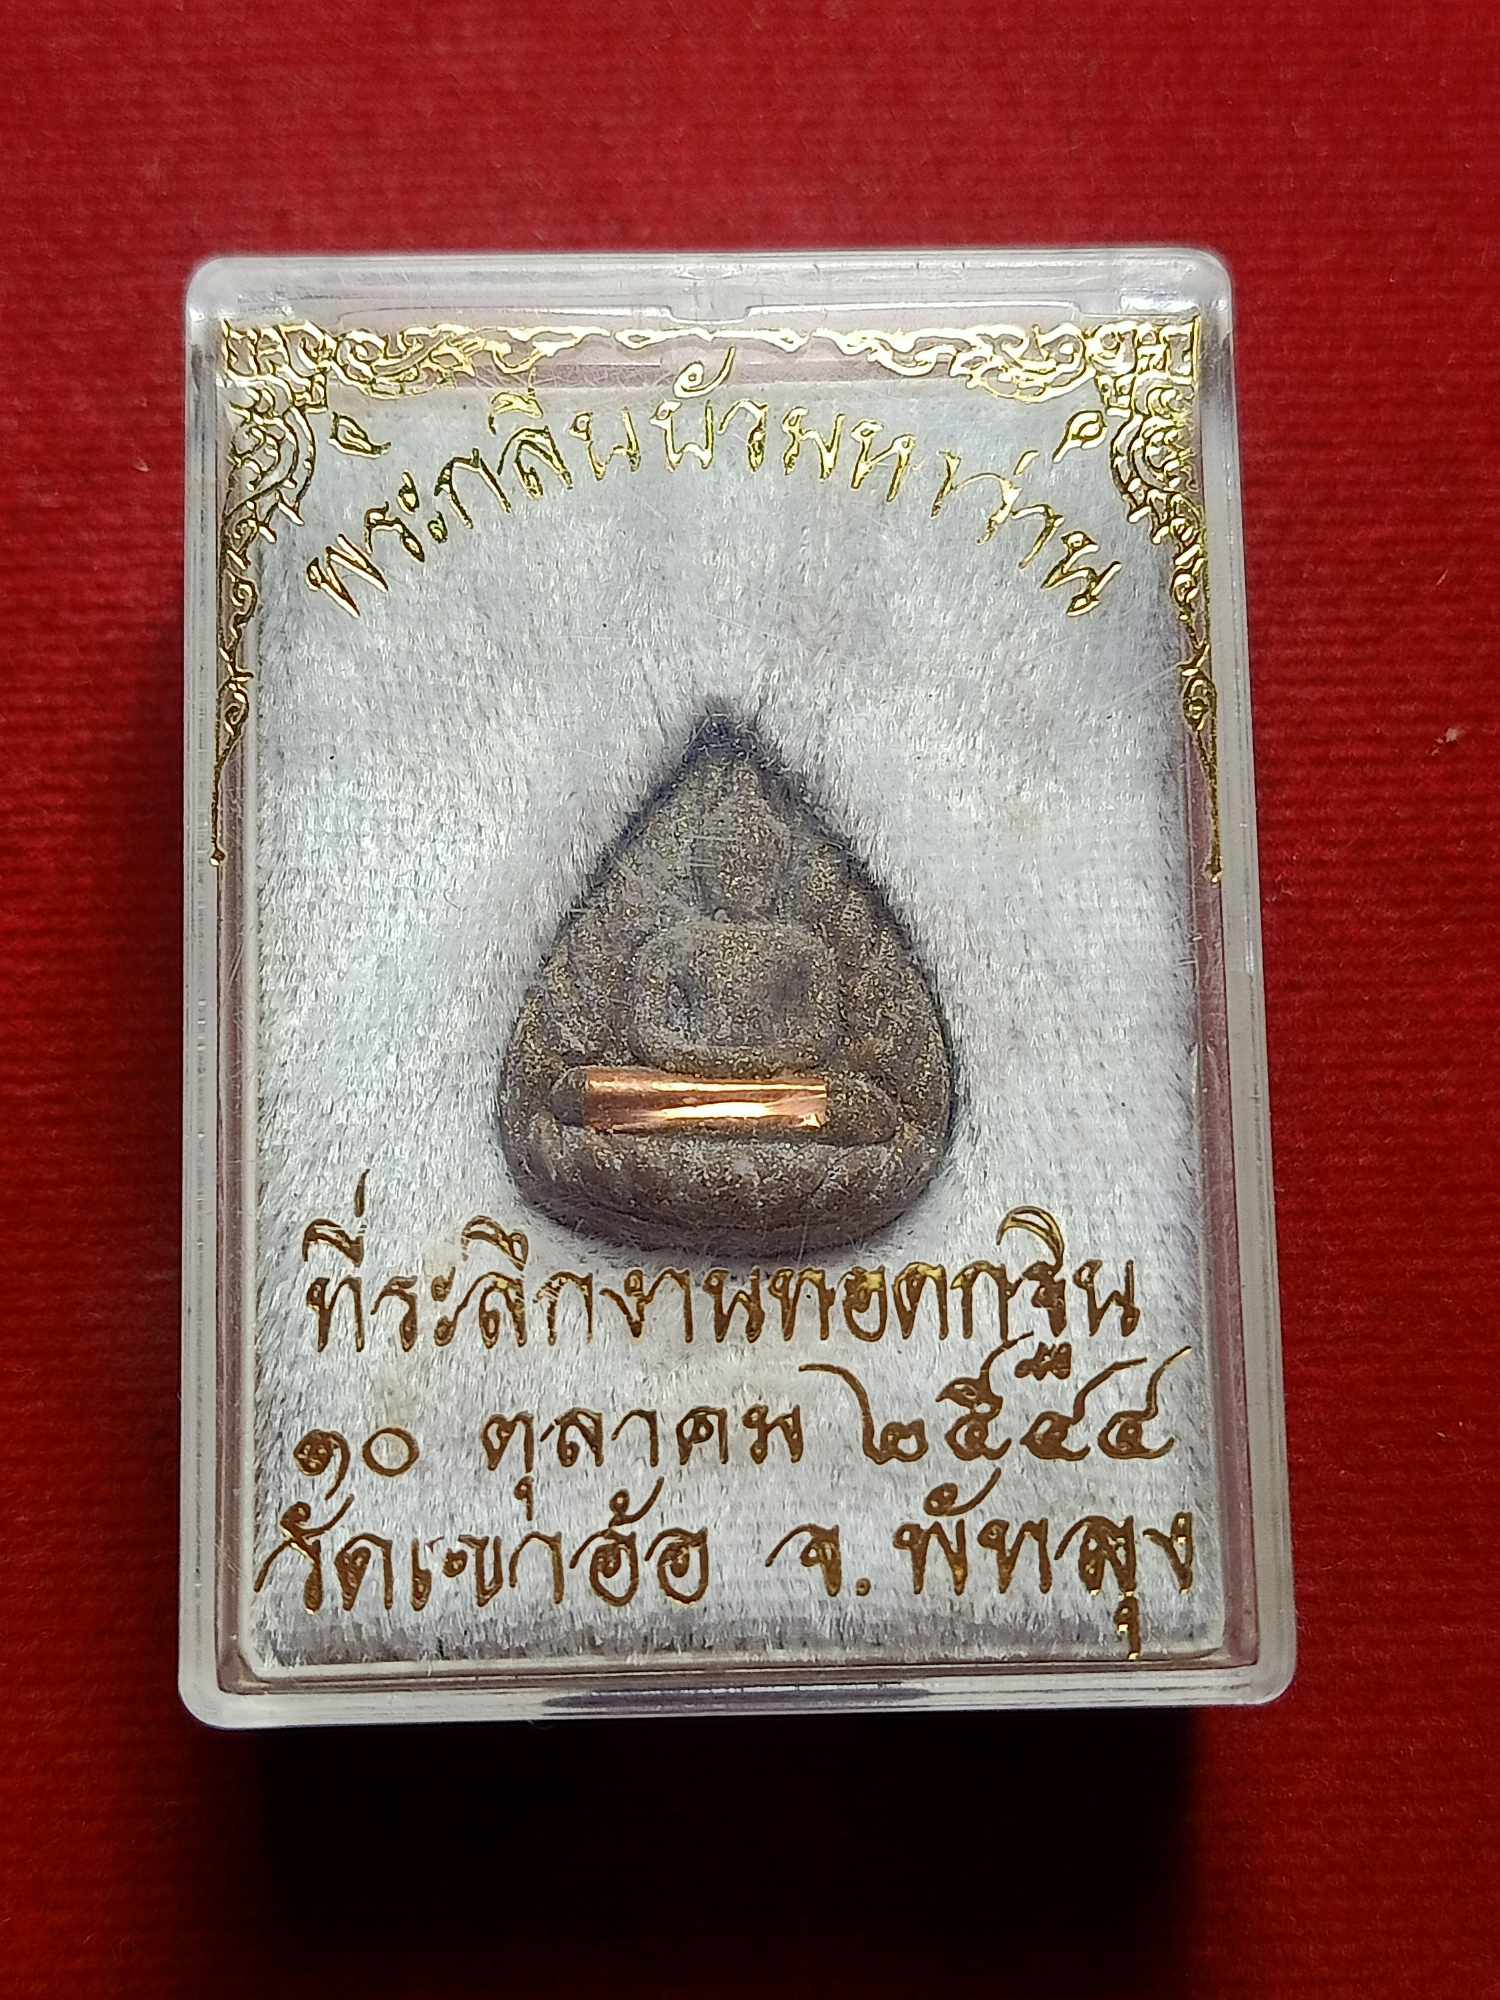 พระกลีบบัวมหาว่าน
ที่ระลึกงานทอดกฐิน
๑๐ ตุลาคม ๒๕๔๔
วัดเขาอ้อ จ.พัทลุง